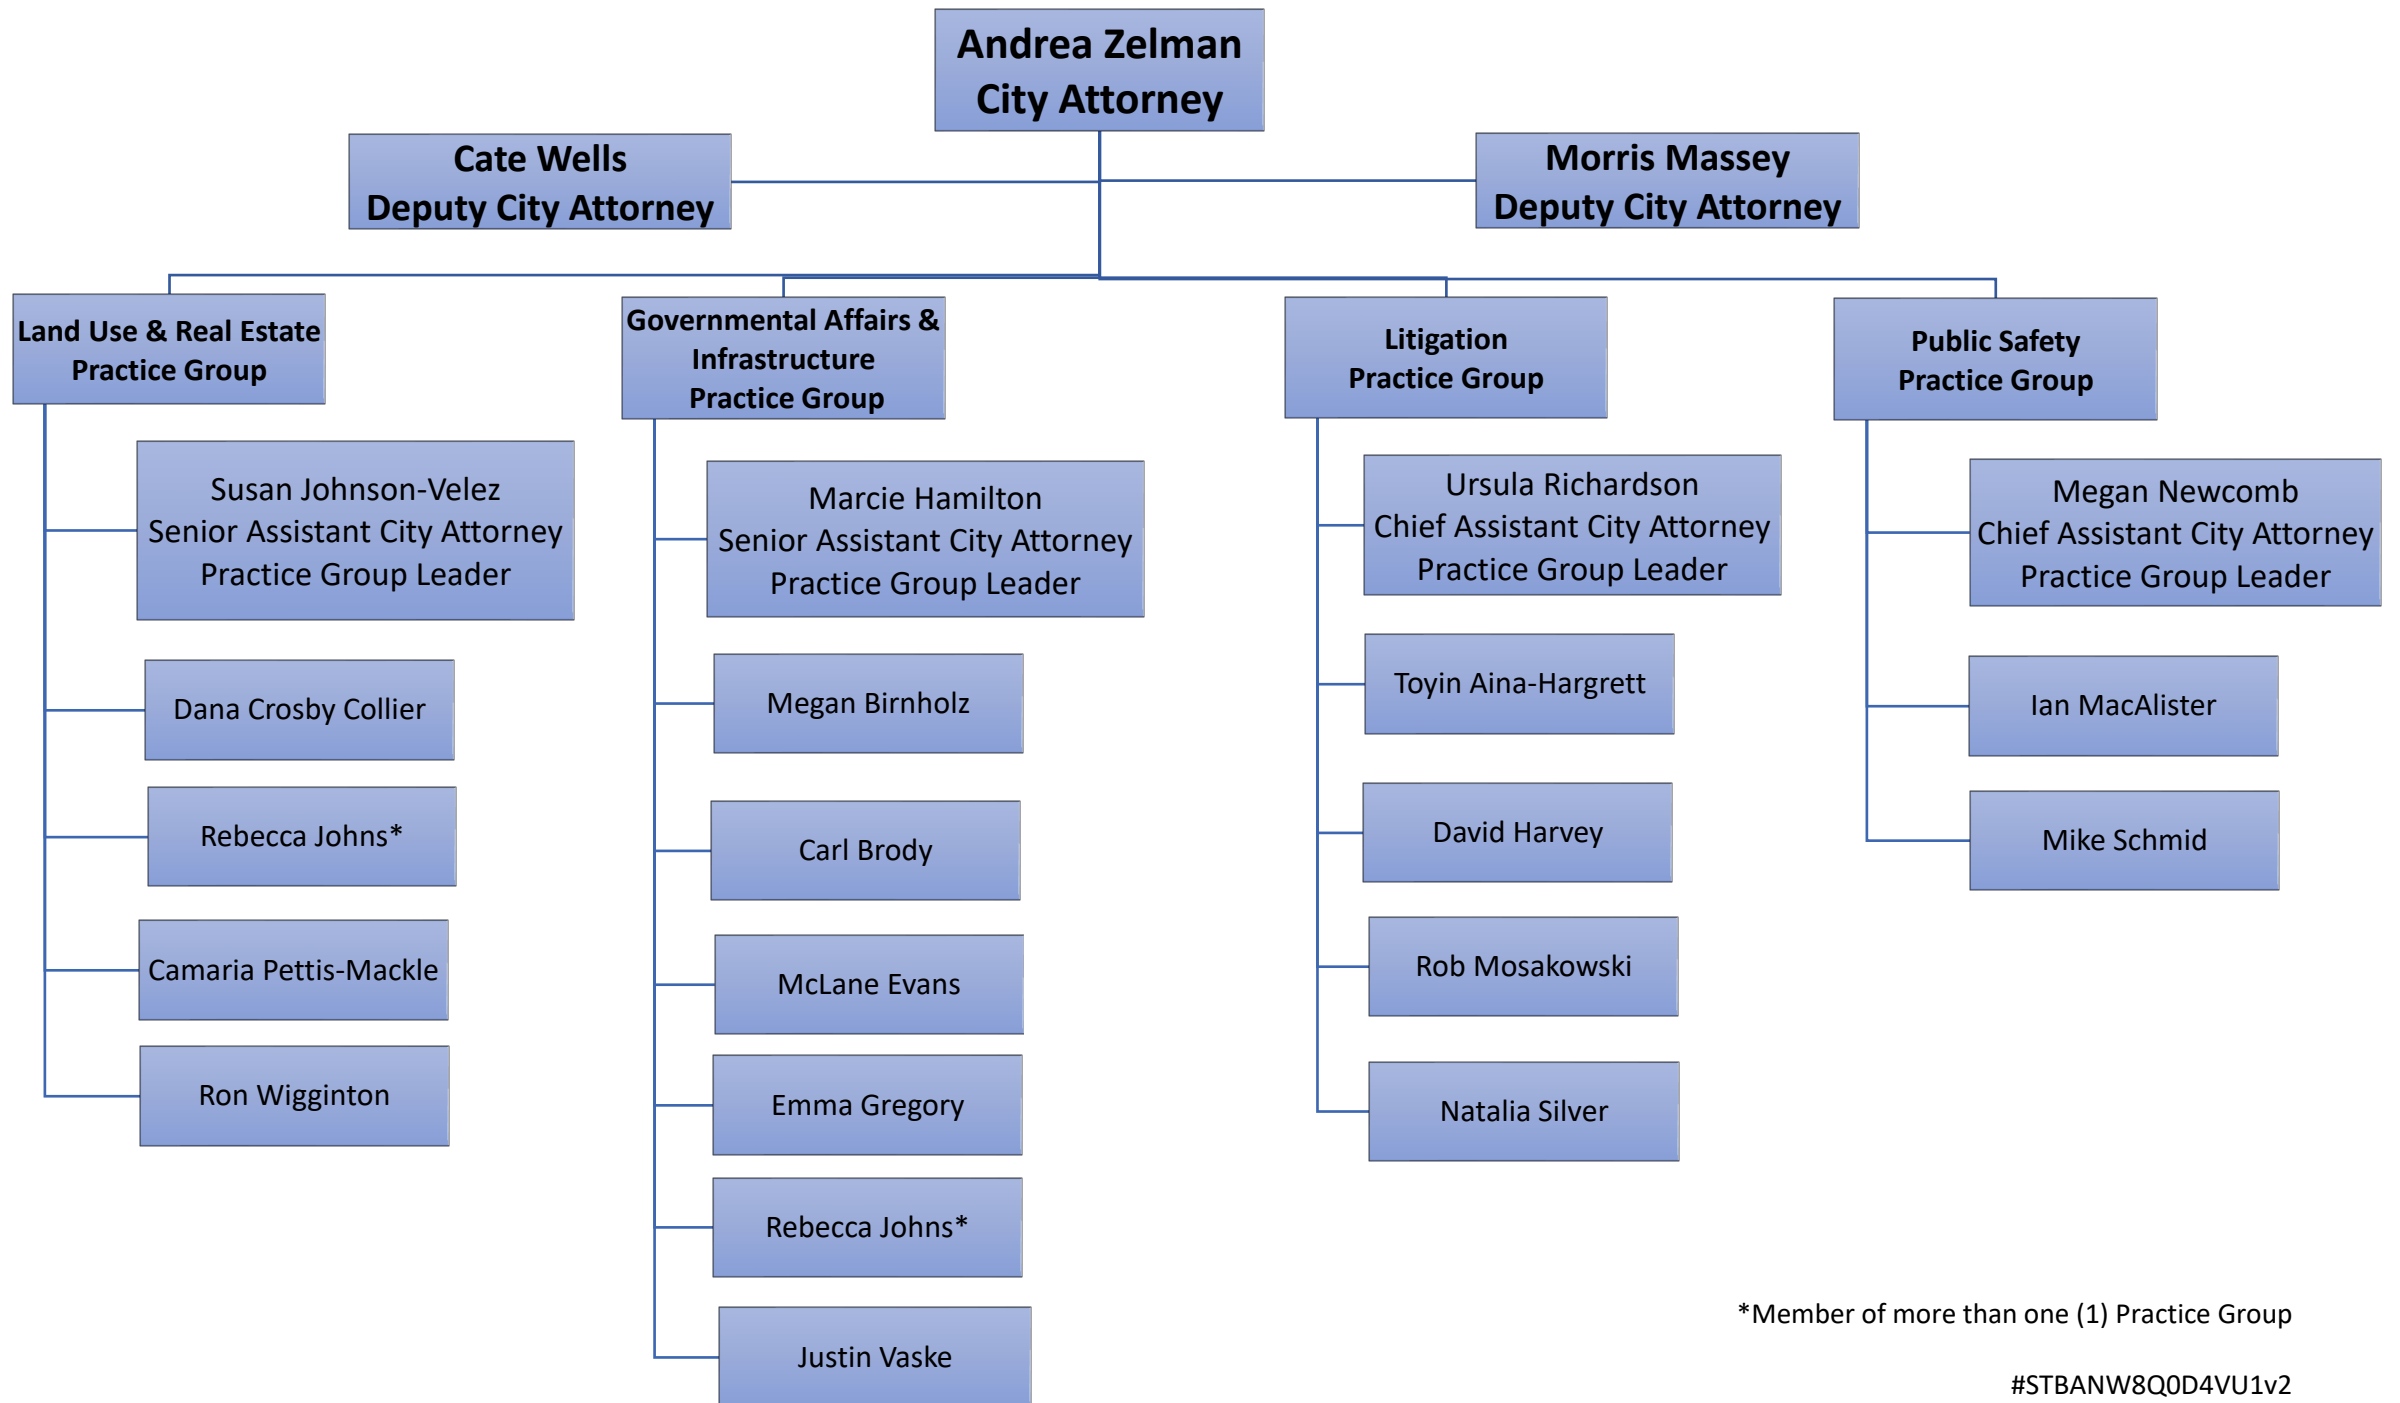 Andrea Zelman
City Attorney
Cate Wells
Deputy City Attorney
Morris Massey
Deputy City Attorney
Land Use & Real Estate
Practice Group
Susan Johnson-Velez
Senior Assistant City Attorney
Practice Group Leader
Dana Crosby Collier
Rebecca Johns*
Camaria Pettis-Mackle
Ron Wigginton
Governmental Affairs &
Infrastructure
Practice Group
Marcie Hamilton
Senior Assistant City Attorney
Practice Group Leader
Megan Birnholz
Carl Brody
McLane Evans
Emma Gregory
Rebecca Johns*
Justin Vaske
Litigation
Practice Group
Ursula Richardson
Chief Assistant City Attorney
Practice Group Leader
Toyin Aina-Hargrett
David Harvey
Rob Mosakowski
Natalia Silver
Public Safety
Practice Group
Megan Newcomb
Chief Assistant City Attorney
Practice Group Leader
Ian MacAlister
Mike Schmid
*Member of more than one (1) Practice Group
#STBANW8Q0D4VU1v2